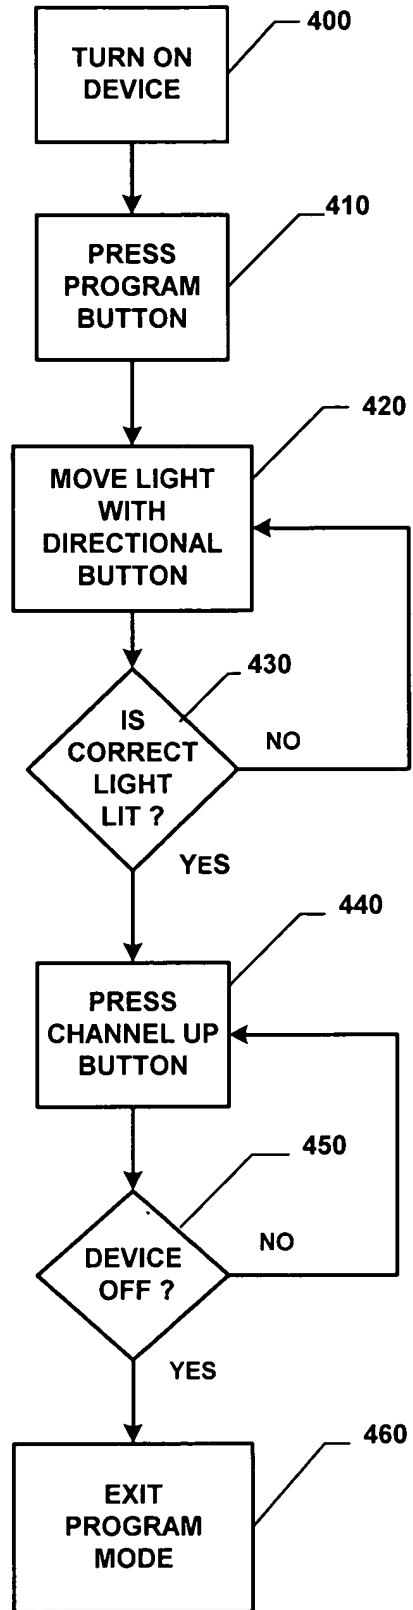 TURN ON
DEVICE
400
410
PRESS
PROGRAM
BUTTON
420
MOVE LIGHT
WITH
DIRECTIONAL
BUTTON
430
IS
CORRECT
LIGHT
LIT ?
NO
YES
440
PRESS
CHANNEL UP
BUTTON
450
DEVICE
OFF ?
NO
YES
460
EXIT
PROGRAM
MODE